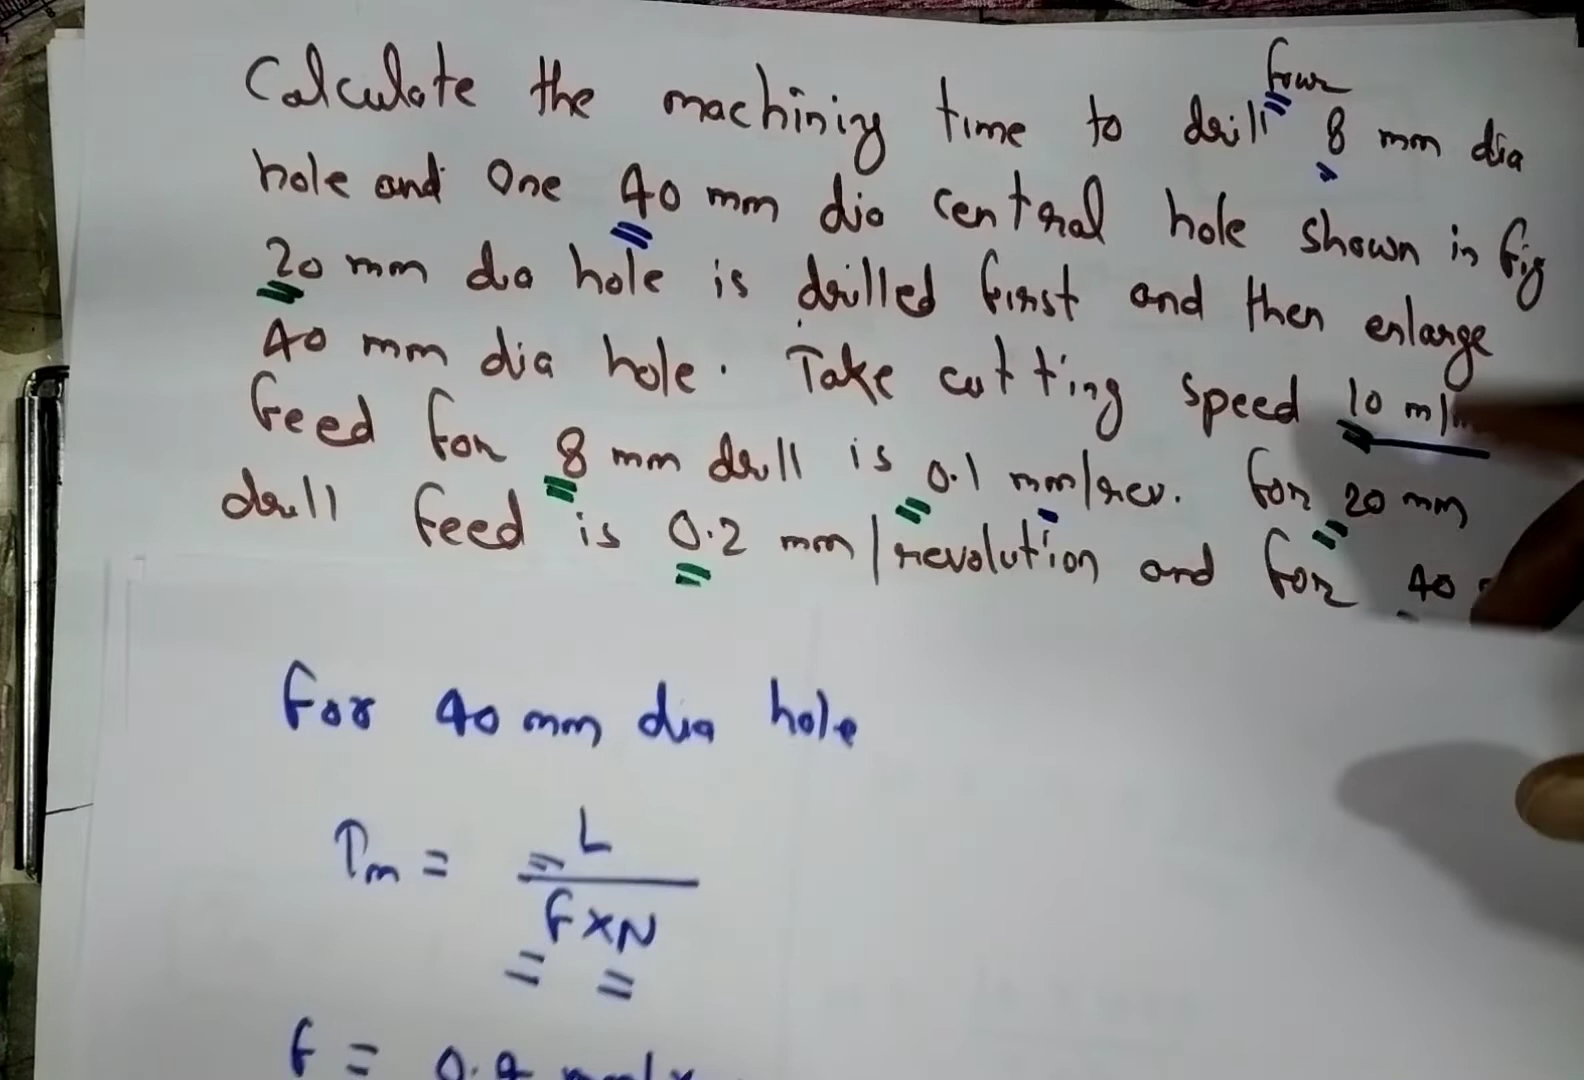 Calculate the machining time to drill four 8 mm dia
hole and One 40 mm dia central hole shown in fig
20 mm dia hole is drilled first and then enlarge
40 mm dia hole. Take cutting speed 10 m/
feed for 8 mm drill is 0.1 mm/rev. for 20 mm
drill feed is 0.2 mm/revolution and for 40
for 40 mm dia hole
Tm = L
f×N
f =